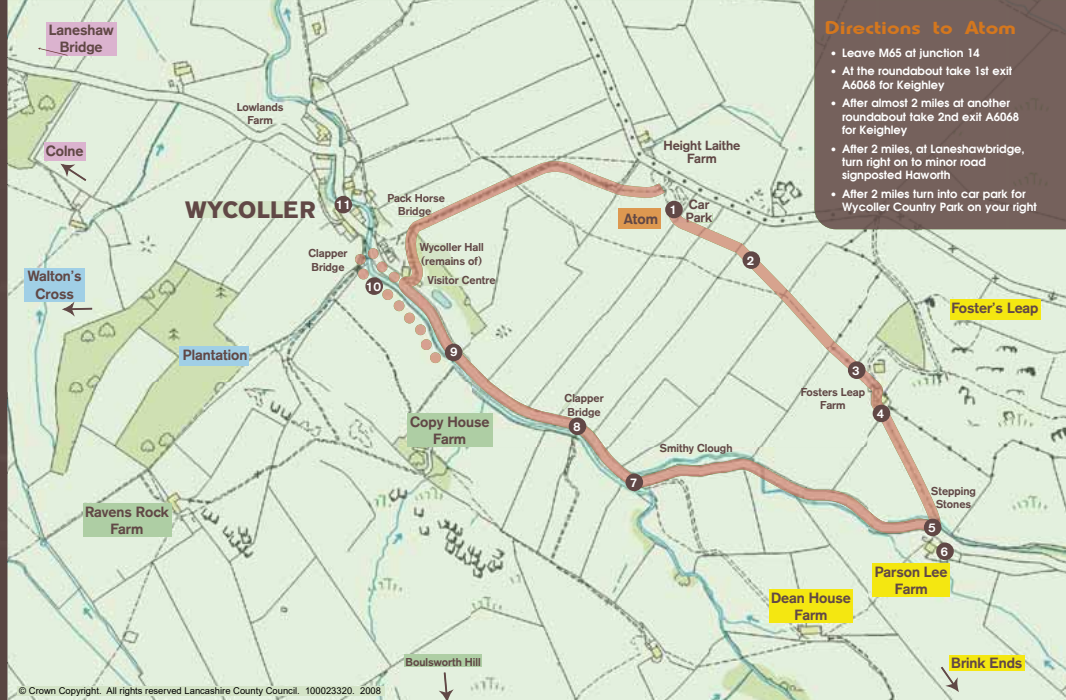 Directions to Atom
• Leave M65 at junction 14
• At the roundabout take 1st exit
A6068 for Keighley
• After almost 2 miles at another
roundabout take 2nd exit A6068
for Keighley
• After 2 miles, at Laneshawbridge,
turn right on to minor road
signposted Haworth
• After 2 miles turn into car park for
Wycoller Country Park on your right
Laneshaw
Bridge
Lowlands
Farm
Colne
Height Laithe
Farm
WYCOLLER
11
Pack Horse
Bridge
Atom
1
Car
Park
Clapper
Bridge
Wycoller Hall
(remains of)
Visitor Centre
2
10
Walton's
Cross
Foster's Leap
Plantation
9
3
Fosters Leap
Farm
4
Clapper
Bridge
8
Copy House
Farm
Smithy Clough
7
Stepping
Stones
5
6
Ravens Rock
Farm
Parson Lee
Farm
Dean House
Farm
Boulsworth Hill
Brink Ends
© Crown Copyright. All rights reserved Lancashire County Council. 100023320. 2008